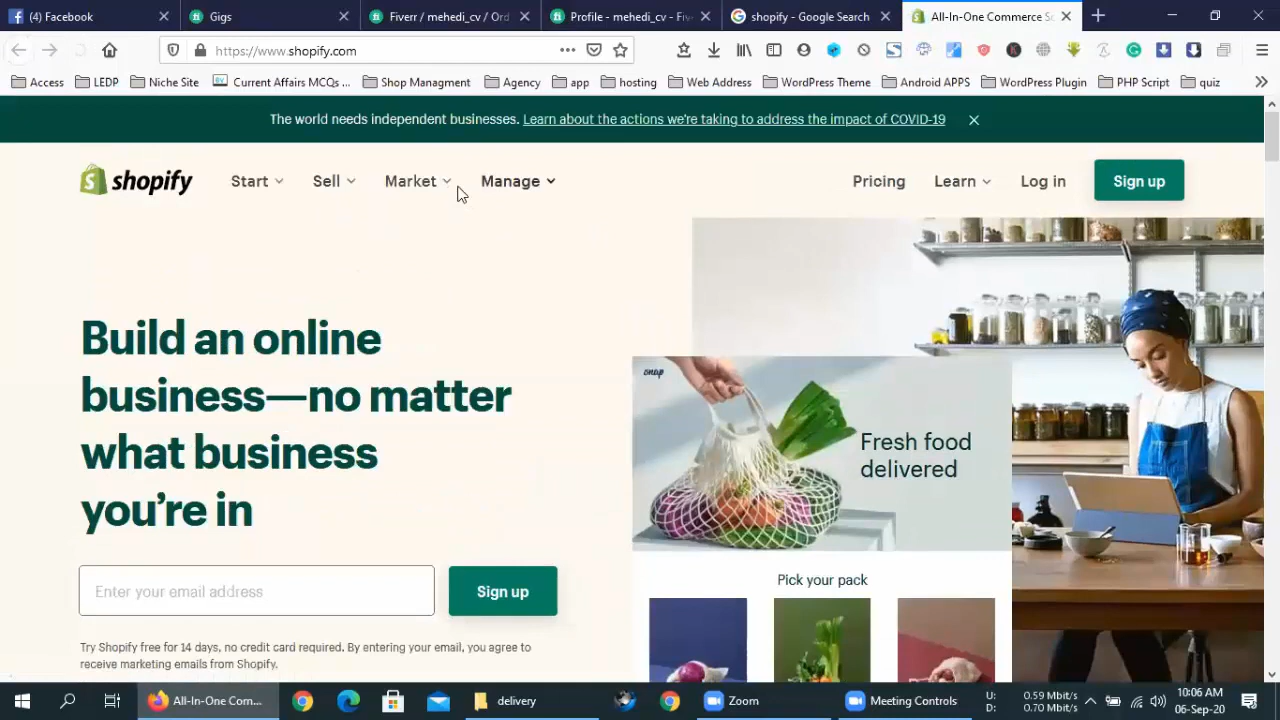 (4) Facebook
Gigs
Fiverr / mehedi_cv / Ord
Profile - mehedi_cv - Five
shopify - Google Search
All-In-One Commerce So
https://www.shopify.com
Access
LEDP
Niche Site
BV Current Affairs MCQs ...
Shop Managment
Agency
app
hosting
Web Address
WordPress Theme
Android APPS
WordPress Plugin
PHP Script
quiz
The world needs independent businesses. Learn about the actions we're taking to address the impact of COVID-19
shopify
Start
Sell
Market
Manage
Pricing
Learn
Log in
Sign up
Build an online
business—no matter
what business
you're in
Enter your email address
Sign up
Try Shopify free for 14 days, no credit card required. By entering your email, you agree to
receive marketing emails from Shopify.
snap
Fresh food
delivered
Pick your pack
All-In-One Com...
delivery
Zoom
Meeting Controls
U: 0.59 Mbit/s
D: 0.70 Mbit/s
10:06 AM
06-Sep-20